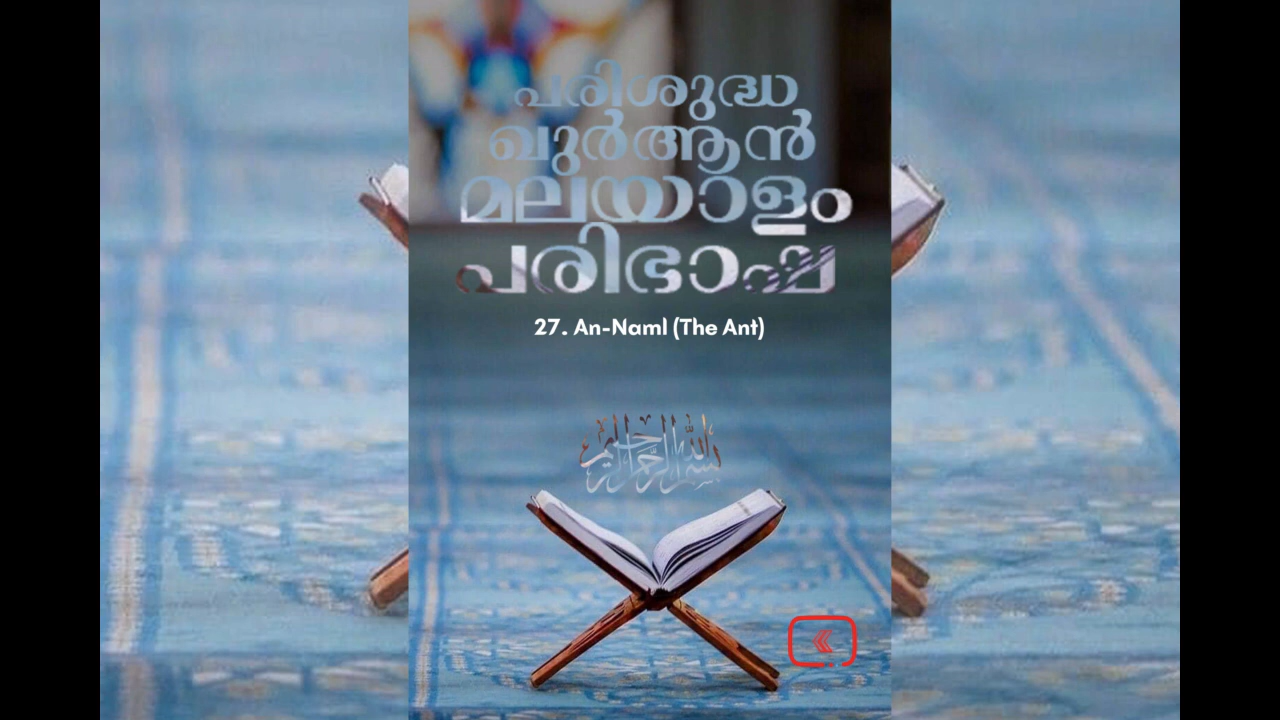 പരിശുദ്ധ
ഖുർആൻ
മലയാളം
പരിഭാഷ
27. An-Naml (The Ant)
بسم الله الرحمن الرحيم